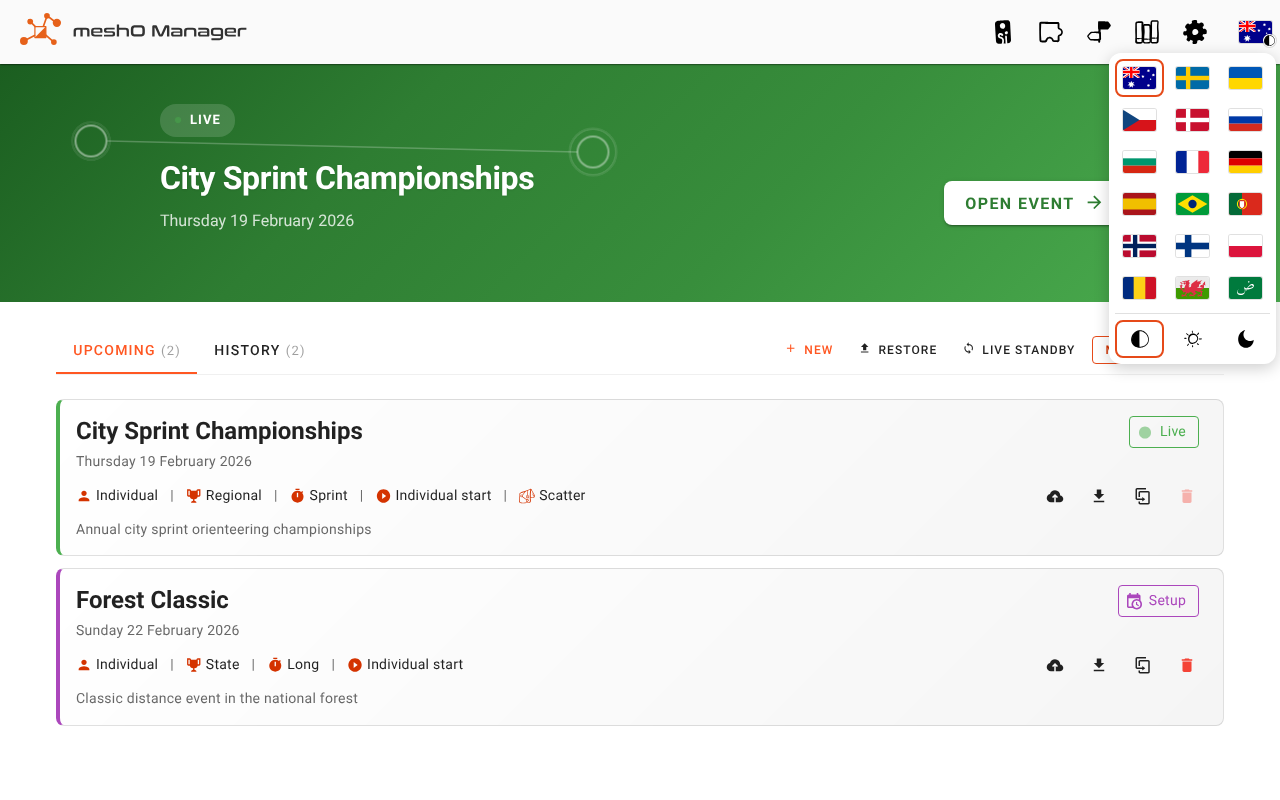 meshO Manager
SI
LIVE
City Sprint Championships
Thursday 19 February 2026
OPEN EVENT
ض
UPCOMING (2)
HISTORY (2)
+ NEW
RESTORE
LIVE STANDBY
City Sprint Championships
Live
Thursday 19 February 2026
Individual | Regional | Sprint | Individual start | Scatter
Annual city sprint orienteering championships
Forest Classic
Setup
Sunday 22 February 2026
Individual | State | Long | Individual start
Classic distance event in the national forest